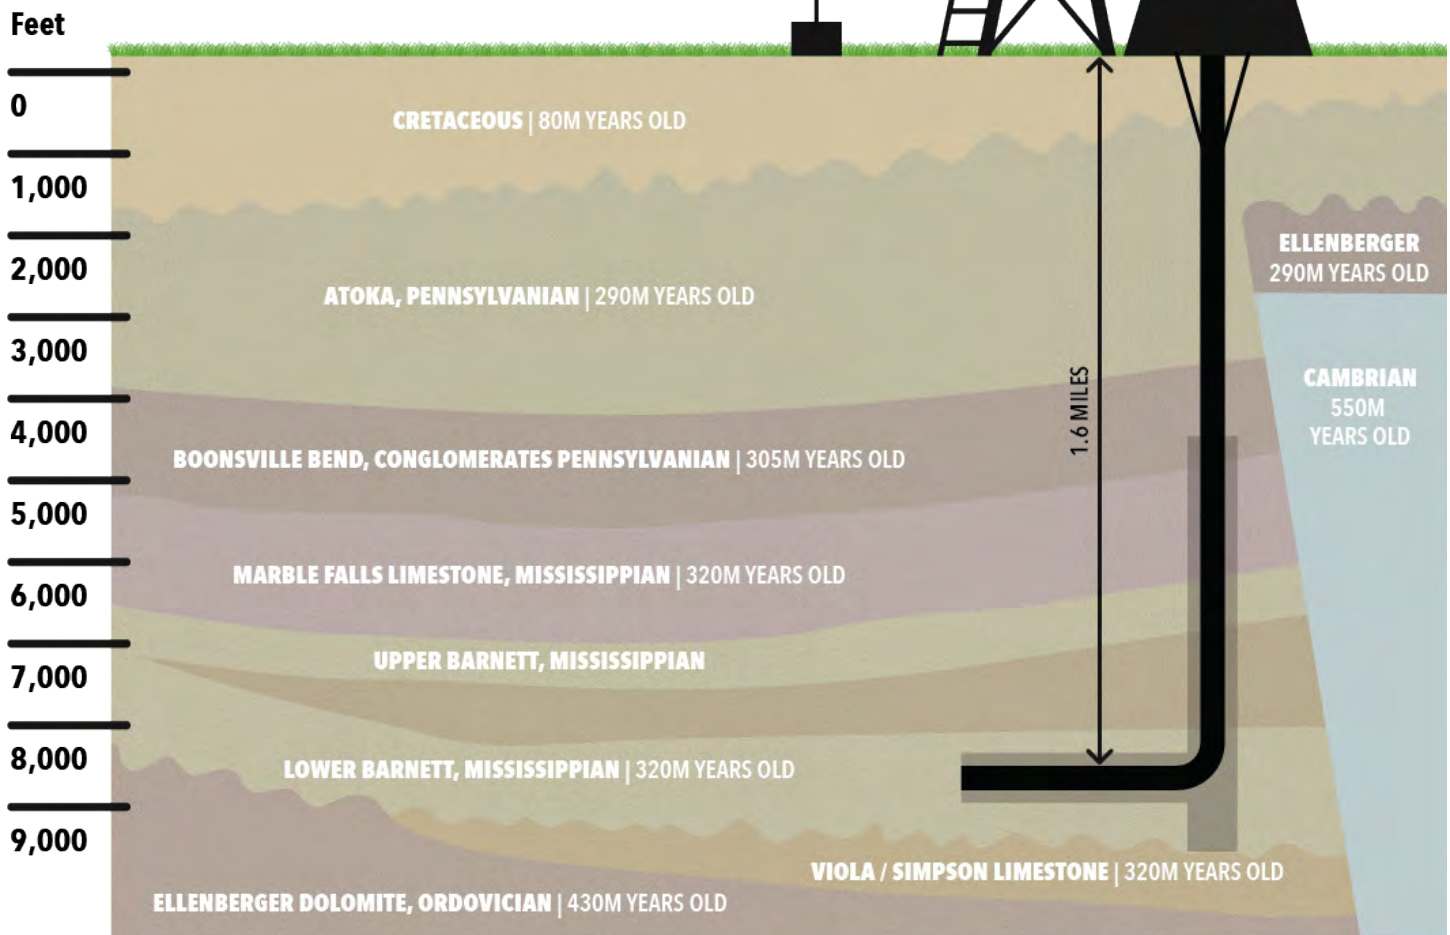 Feet
0
1,000
2,000
3,000
4,000
5,000
6,000
7,000
8,000
9,000
CRETACEOUS | 80M YEARS OLD
ATOKA, PENNSYLVANIAN | 290M YEARS OLD
BOONSVILLE BEND, CONGLOMERATES PENNSYLVANIAN | 305M YEARS OLD
MARBLE FALLS LIMESTONE, MISSISSIPPIAN | 320M YEARS OLD
UPPER BARNETT, MISSISSIPPIAN
LOWER BARNETT, MISSISSIPPIAN | 320M YEARS OLD
VIOLA / SIMPSON LIMESTONE | 320M YEARS OLD
ELLENBERGER DOLOMITE, ORDOVICIAN | 430M YEARS OLD
1.6 MILES
ELLENBERGER
290M YEARS OLD
CAMBRIAN
550M
YEARS OLD